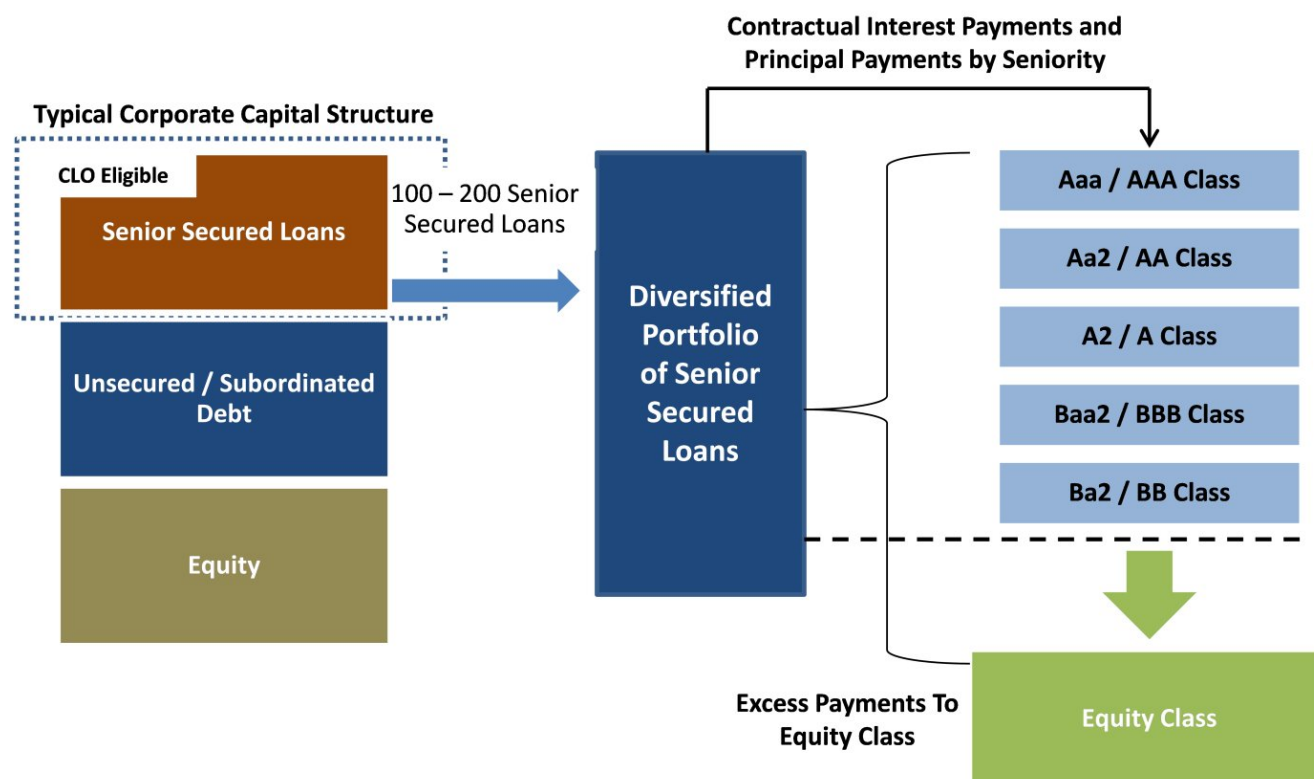 Contractual Interest Payments and
Principal Payments by Seniority
Typical Corporate Capital Structure
CLO Eligible
Senior Secured Loans
100 – 200 Senior
Secured Loans
Unsecured / Subordinated
Debt
Equity
Diversified
Portfolio
of Senior
Secured
Loans
Aaa / AAA Class
Aa2 / AA Class
A2 / A Class
Baa2 / BBB Class
Ba2 / BB Class
Excess Payments To
Equity Class
Equity Class